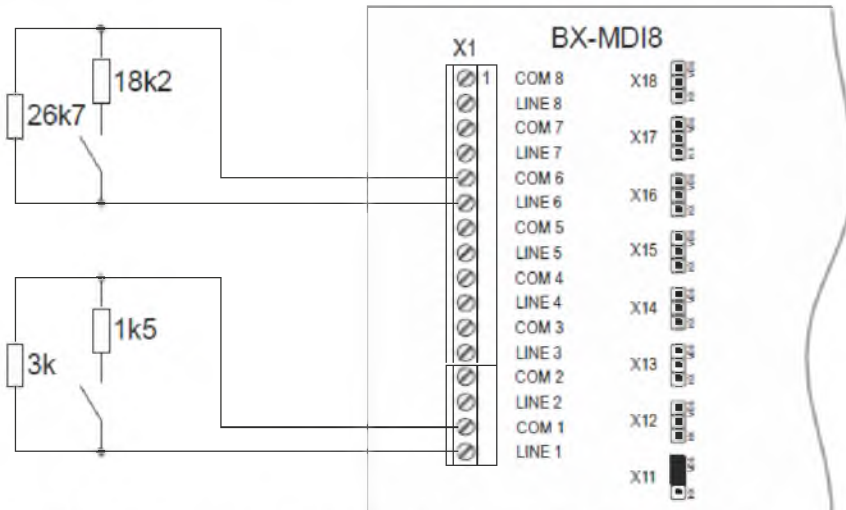 BX-MDI8
X1
1
18k2
26k7
COM 8
LINE 8
COM 7
LINE 7
COM 6
LINE 6
COM 5
LINE 5
COM 4
LINE 4
COM 3
LINE 3
COM 2
LINE 2
COM 1
LINE 1
1k5
3k
X18
X17
X16
X15
X14
X13
X12
X11